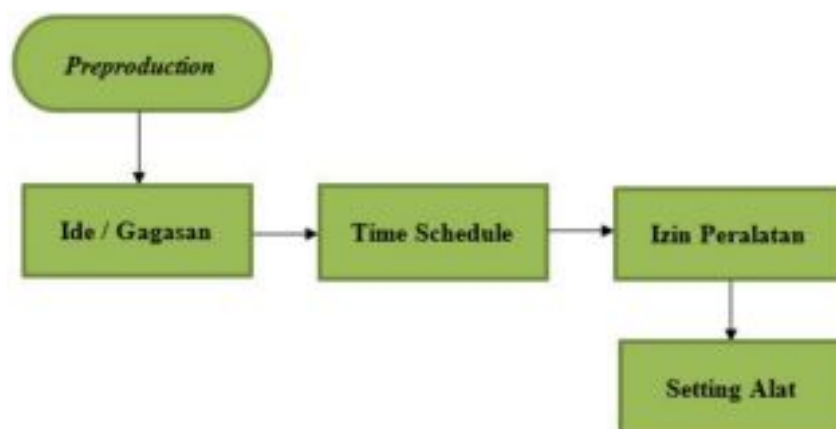 Preproduction
Ide / Gagasan
Time Schedule
Izin Peralatan
Setting Alat